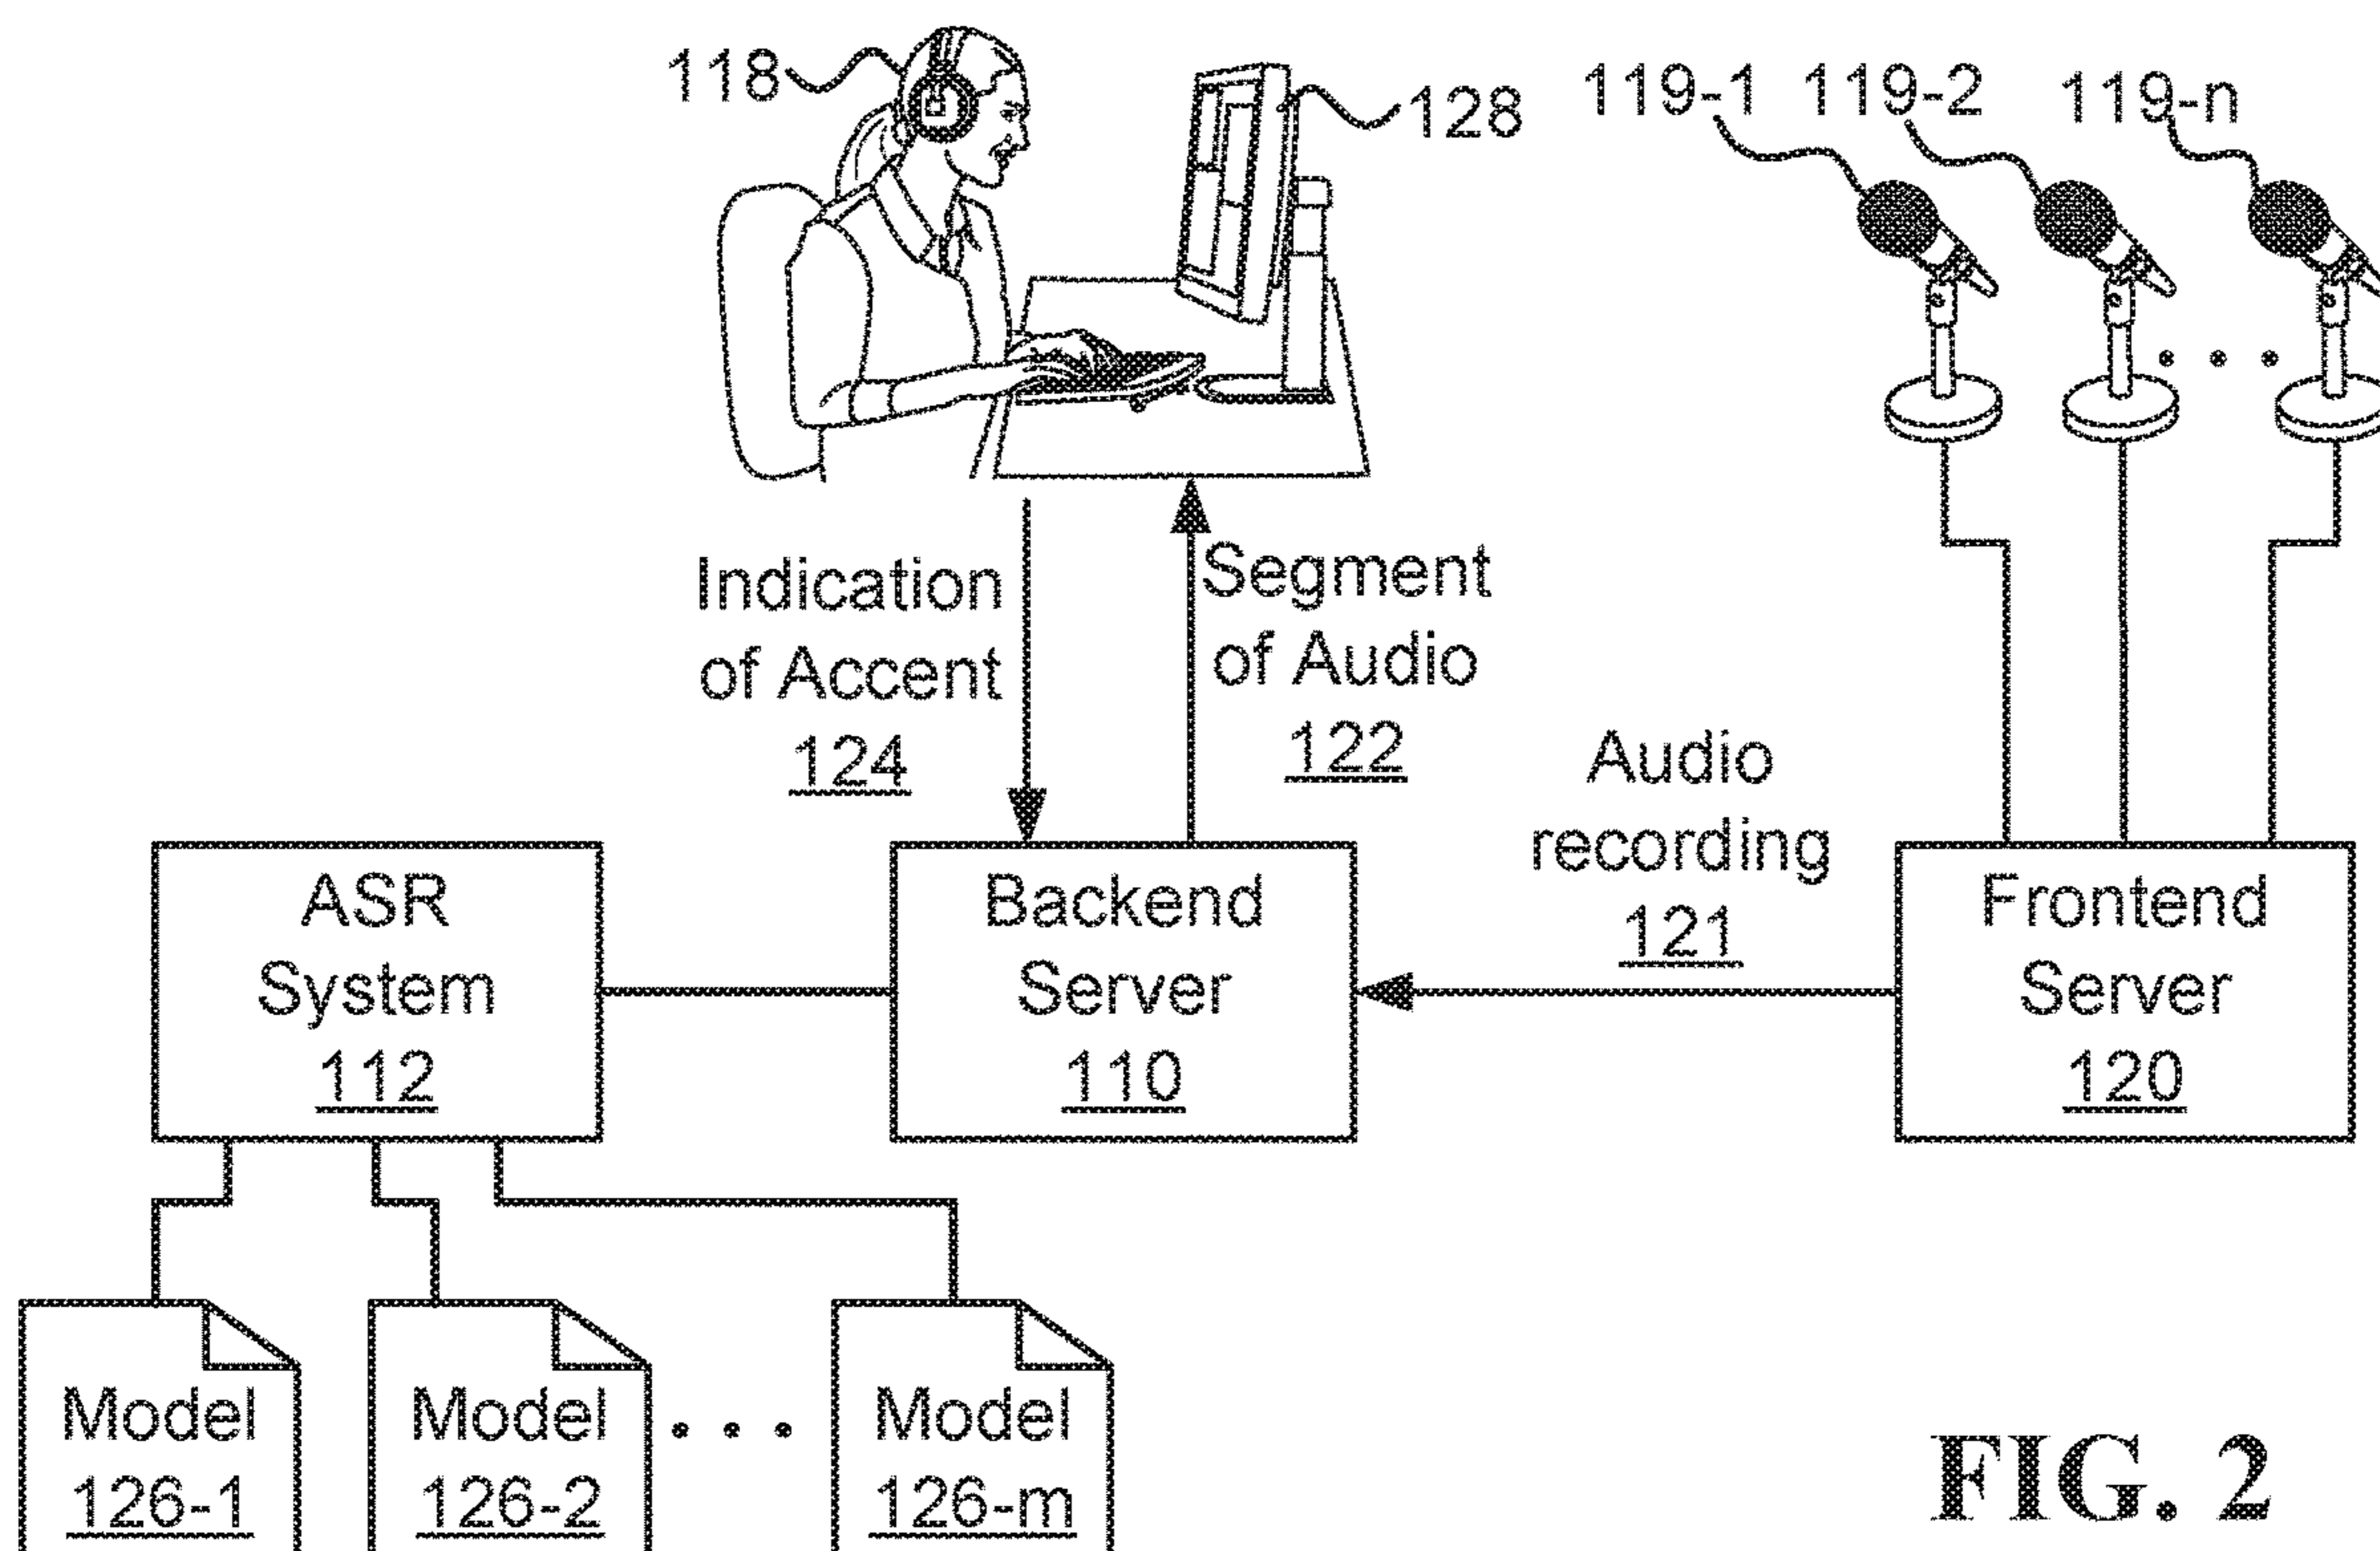 118
128
119-1 119-2 119-n
Indication
of Accent
124
Segment
of Audio
122
Audio
recording
121
ASR
System
112
Backend
Server
110
Frontend
Server
120
Model
126-1
Model
126-2
Model
126-m
FIG. 2